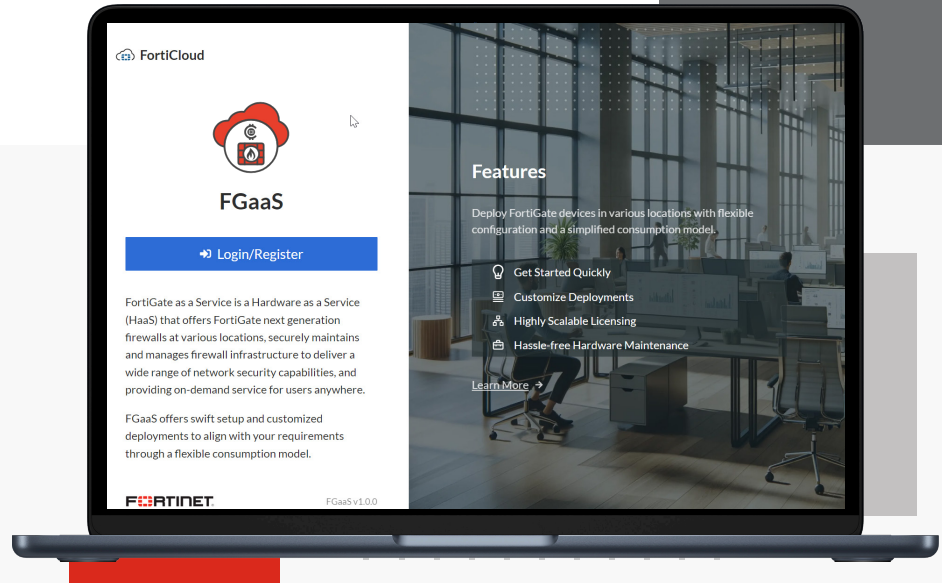 FortiCloud
FGaaS
Login/Register
FortiGate as a Service is a Hardware as a Service
(HaaS) that offers FortiGate next generation
firewalls at various locations, securely maintains
and manages firewall infrastructure to deliver a
wide range of network security capabilities, and
providing on-demand service for users anywhere.
FGaaS offers swift setup and customized
deployments to align with your requirements
through a flexible consumption model.
FORTINET
FGaaS v1.0.0
Features
Deploy FortiGate devices in various locations with flexible
configuration and a simplified consumption model.
Get Started Quickly
Customize Deployments
Highly Scalable Licensing
Hassle-free Hardware Maintenance
Learn More